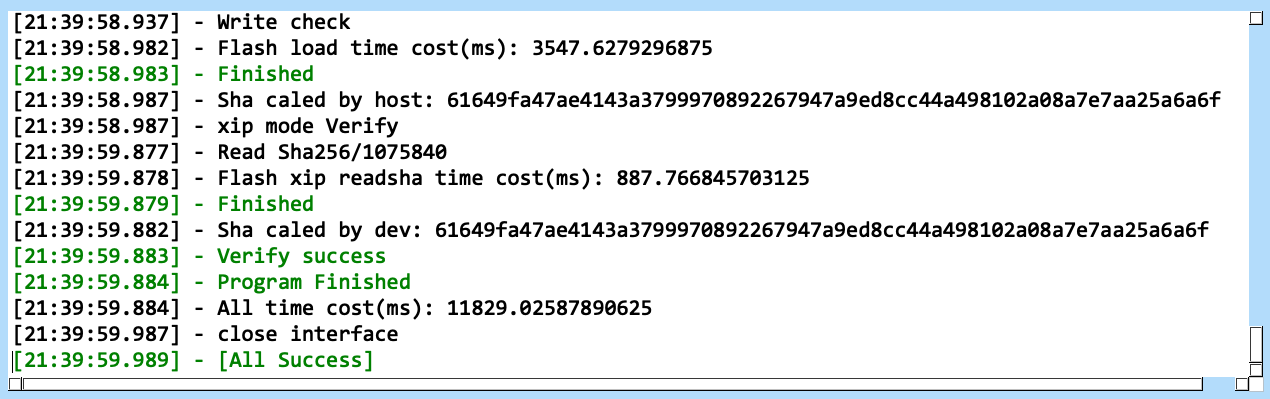 [21:39:58.937] - Write check
[21:39:58.982] - Flash load time cost(ms): 3547.6279296875
[21:39:58.983] - Finished
[21:39:58.987] - Sha caled by host: 61649fa47ae4143a3799970892267947a9ed8cc44a498102a08a7e7aa25a6a6f
[21:39:58.987] - xip mode Verify
[21:39:59.877] - Read Sha256/1075840
[21:39:59.878] - Flash xip readsha time cost(ms): 887.766845703125
[21:39:59.879] - Finished
[21:39:59.882] - Sha caled by dev: 61649fa47ae4143a3799970892267947a9ed8cc44a498102a08a7e7aa25a6a6f
[21:39:59.883] - Verify success
[21:39:59.884] - Program Finished
[21:39:59.884] - All time cost(ms): 11829.02587890625
[21:39:59.987] - close interface
[21:39:59.989] - [All Success]